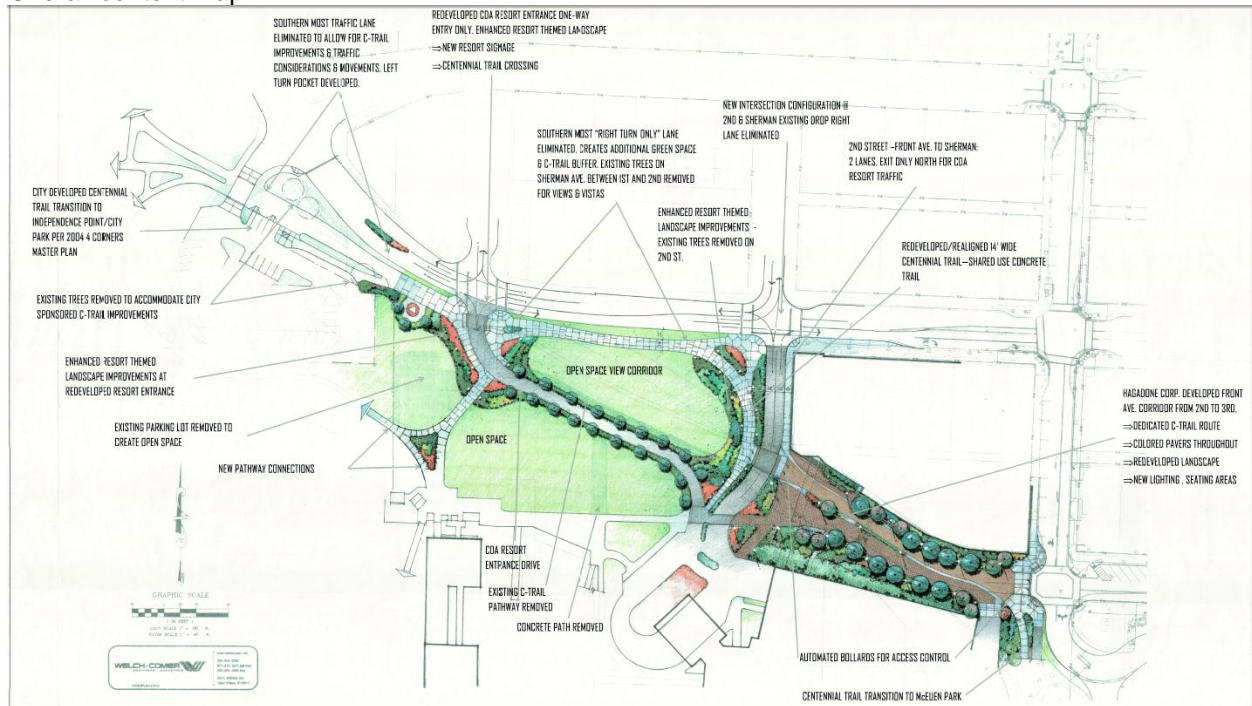 SOUTHERN MOST TRAFFIC LANE
ELIMINATED TO ALLOW FOR C-TRAIL
IMPROVEMENTS & TRAFFIC
CONSIDERATIONS & MOVEMENTS. LEFT
TURN POCKET DEVELOPED.
REDEVELOPED CDA RESORT ENTRANCE ONE-WAY
ENTRY ONLY. ENHANCED RESORT THEMED LANDSCAPE
⇒NEW RESORT SIGNAGE
⇒CENTENNIAL TRAIL CROSSING
NEW INTERSECTION CONFIGURATION @
2ND & SHERMAN EXISTING DROP RIGHT
LANE ELIMINATED
SOUTHERN MOST "RIGHT TURN ONLY" LANE
ELIMINATED. CREATES ADDITIONAL GREEN SPACE
& C-TRAIL BUFFER. EXISTING TREES ON
SHERMAN AVE. BETWEEN 1ST AND 2ND REMOVED
FOR VIEWS & VISTAS
2ND STREET -FRONT AVE. TO SHERMAN:
2 LANES, EXIT ONLY NORTH FOR CDA
RESORT TRAFFIC
CITY DEVELOPED CENTENNIAL
TRAIL TRANSITION TO
INDEPENDENCE POINT/CITY
PARK PER 2004 4 CORNERS
MASTER PLAN
ENHANCED RESORT THEMED
LANDSCAPE IMPROVEMENTS -
EXISTING TREES REMOVED ON
2ND ST.
REDEVELOPED/REALIGNED 14' WIDE
CENTENNIAL TRAIL-SHARED USE CONCRETE
TRAIL
EXISTING TREES REMOVED TO ACCOMMODATE CITY
SPONSORED C-TRAIL IMPROVEMENTS
ENHANCED RESORT THEMED
LANDSCAPE IMPROVEMENTS AT
REDEVELOPED RESORT ENTRANCE
OPEN SPACE VIEW CORRIDOR
HAGADONE CORP. DEVELOPED FRONT
AVE. CORRIDOR FROM 2ND TO 3RD.
⇒DEDICATED C-TRAIL ROUTE
⇒COLORED PAVERS THROUGHOUT
⇒REDEVELOPED LANDSCAPE
⇒NEW LIGHTING , SEATING AREAS
EXISTING PARKING LOT REMOVED TO
CREATE OPEN SPACE
OPEN SPACE
NEW PATHWAY CONNECTIONS
CDA RESORT
ENTRANCE DRIVE
EXISTING C-TRAIL
PATHWAY REMOVED
CONCRETE PATH REMOVED
GRAPHIC SCALE
( IN FEET )
WELCH-COMER
AUTOMATED BOLLARDS FOR ACCESS CONTROL
CENTENNIAL TRAIL TRANSITION TO McEUEN PARK